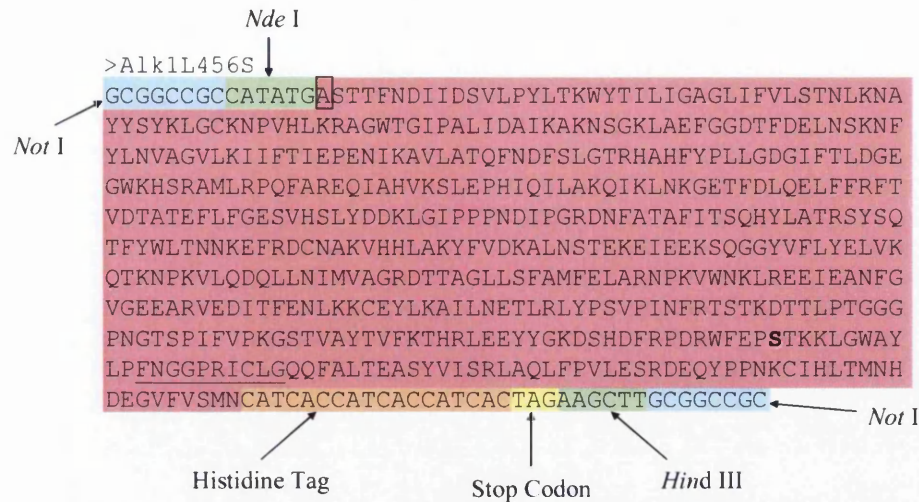 Nde I
>Alk1L456S
GCGGCCGCCATATGASTTFNDIIDSVLPYLTKWYTILIGAGLIFVLSTNLKNA
YYSYKLGCKNPVHLKRAGWTGIPALIDAIKAKNSGKLAEFGGDTFDELNSKNF
Not I
YLNVAGVLKIIFTIEPENIKAVLATQFNDFSLGTRHAHFYPLLGDGIFTLDGE
GWKHSRAMLRPQFAREQIAHVKSLEPHIQILAKQIKLNKGETFDLQELFFRFT
VDTATEFLFGESVHSLYDDKLGIPPPNDIPGRDNFATAFITSQHYLATRSYSQ
TFYWLTNNKEFRDCNAKVHHLAKYFVDKALNSTEKEIEEKSQGGYVFLYELVK
QTKNPKVLQDQLLNIMVAGRDTTAGLLSFAMFELARNPKVWNKLREEIEANFG
VGEEARVEDITFENLKKCEYLKAILNETLRLYPSVPINFRTSTKDTTLPTGGG
PNGTSPIFVPKGSTVAYTVFKTHRLEEYYGKDSHDFRPDRWFEPSTKKLGWAY
LPFNGGPRICLGQQFALTEASYVISRLAQLFPVLESRDEQYPPNKCIHLTMNH
DEGVFVSMNCATCACCATCACCATCACTAGAAGCTTGCGGCCGC
Not I
Histidine Tag
Stop Codon
Hind III